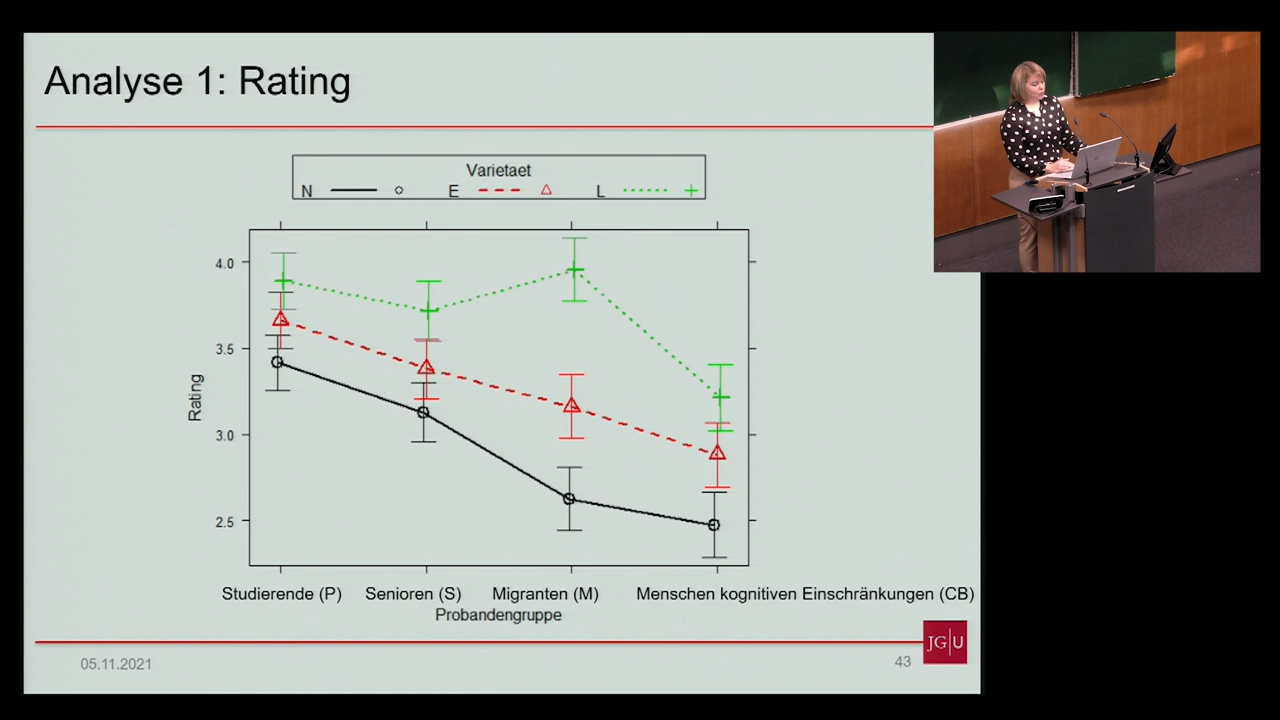 Analyse 1: Rating
Varietaet
N E L
4.0
3.5
3.0
2.5
Rating
Studierende (P) Senioren (S) Migranten (M) Menschen kognitiven Einschränkungen (CB)
Probandengruppe
JG|U
05.11.2021 43